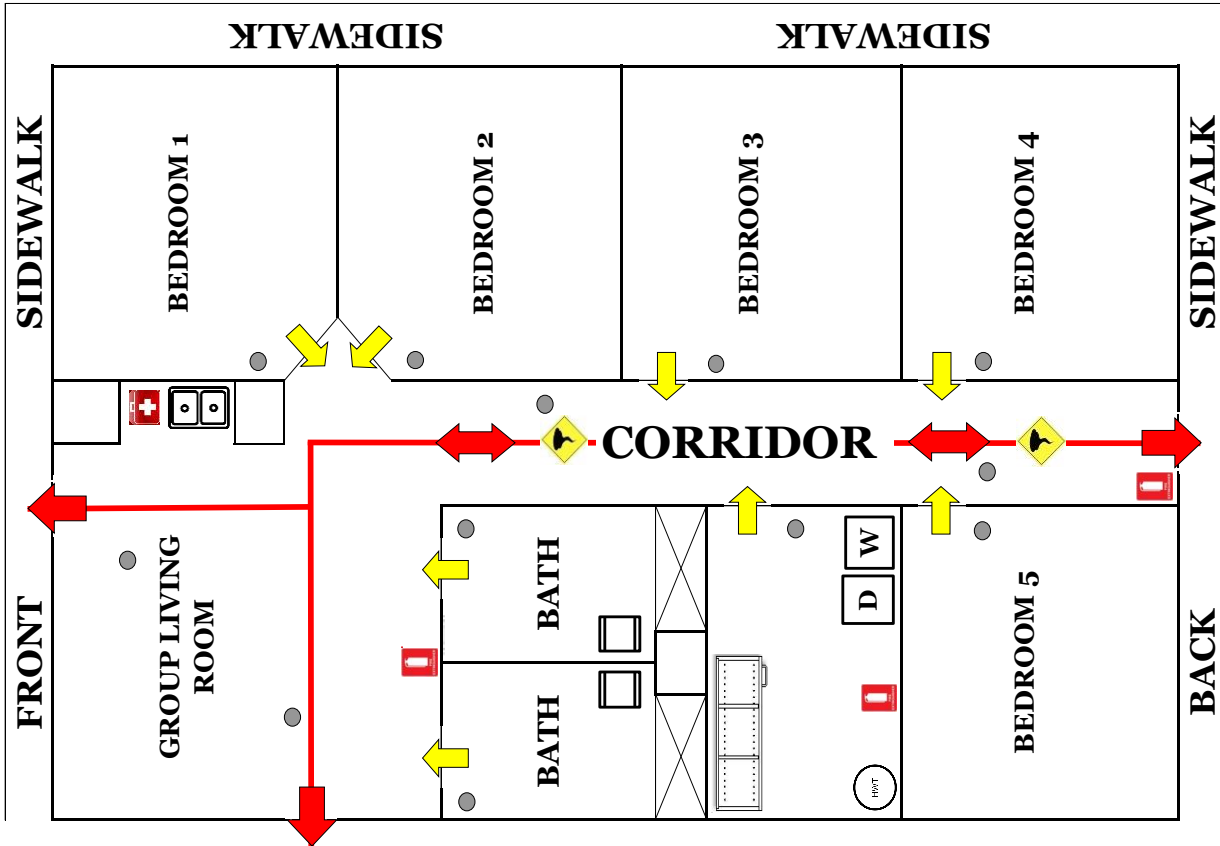 SIDEWALK
SIDEWALK
SIDEWALK
BEDROOM 1
BEDROOM 2
BEDROOM 3
BEDROOM 4
SIDEWALK
CORRIDOR
FRONT
GROUP LIVING
ROOM
BATH
BATH
W
D
HWT
BEDROOM 5
BACK